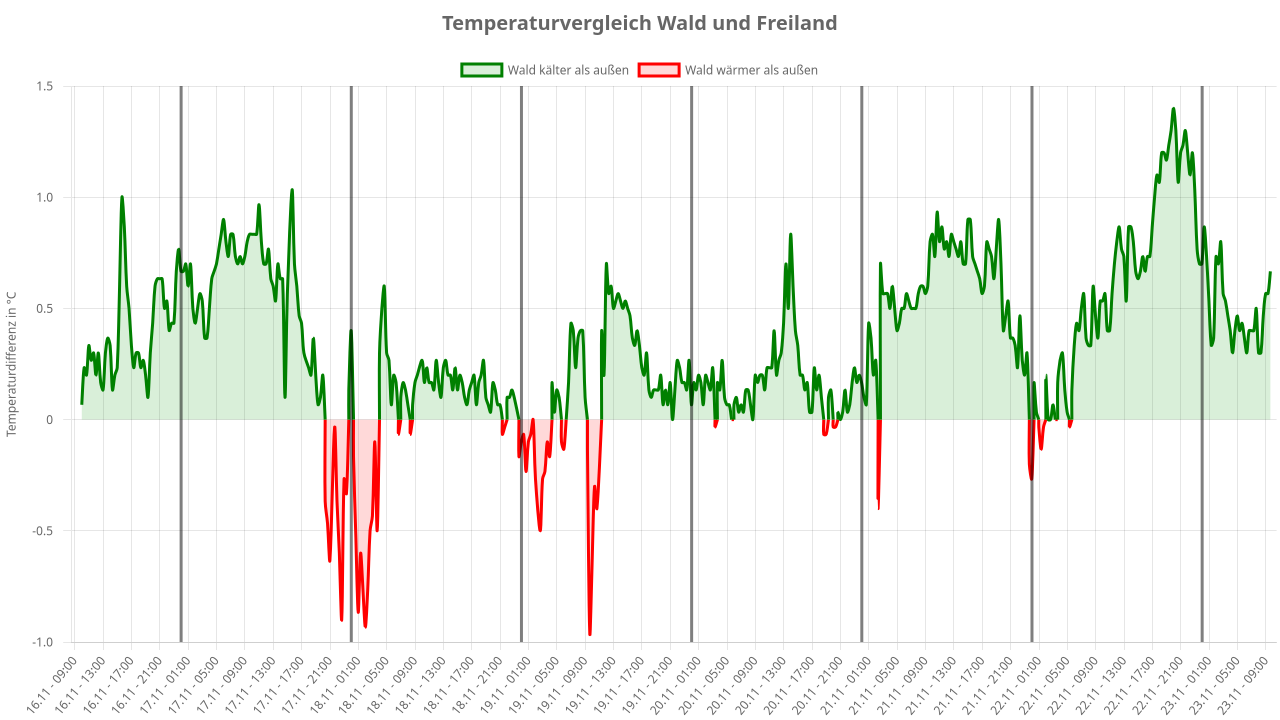 Temperaturvergleich Wald und Freiland
Wald kälter als außen
Wald wärmer als außen
Temperaturdifferenz in °C
1.5
1.0
0.5
0
-0.5
-1.0
16.11 - 09:00
16.11 - 13:00
16.11 - 17:00
16.11 - 21:00
17.11 - 01:00
17.11 - 05:00
17.11 - 09:00
17.11 - 13:00
17.11 - 17:00
17.11 - 21:00
18.11 - 01:00
18.11 - 05:00
18.11 - 09:00
18.11 - 13:00
18.11 - 17:00
18.11 - 21:00
19.11 - 01:00
19.11 - 05:00
19.11 - 09:00
19.11 - 13:00
19.11 - 17:00
19.11 - 21:00
20.11 - 01:00
20.11 - 05:00
20.11 - 09:00
20.11 - 13:00
20.11 - 17:00
20.11 - 21:00
21.11 - 01:00
21.11 - 05:00
21.11 - 09:00
21.11 - 13:00
21.11 - 17:00
21.11 - 21:00
22.11 - 01:00
22.11 - 05:00
22.11 - 09:00
22.11 - 13:00
22.11 - 17:00
22.11 - 21:00
23.11 - 01:00
23.11 - 05:00
23.11 - 09:00